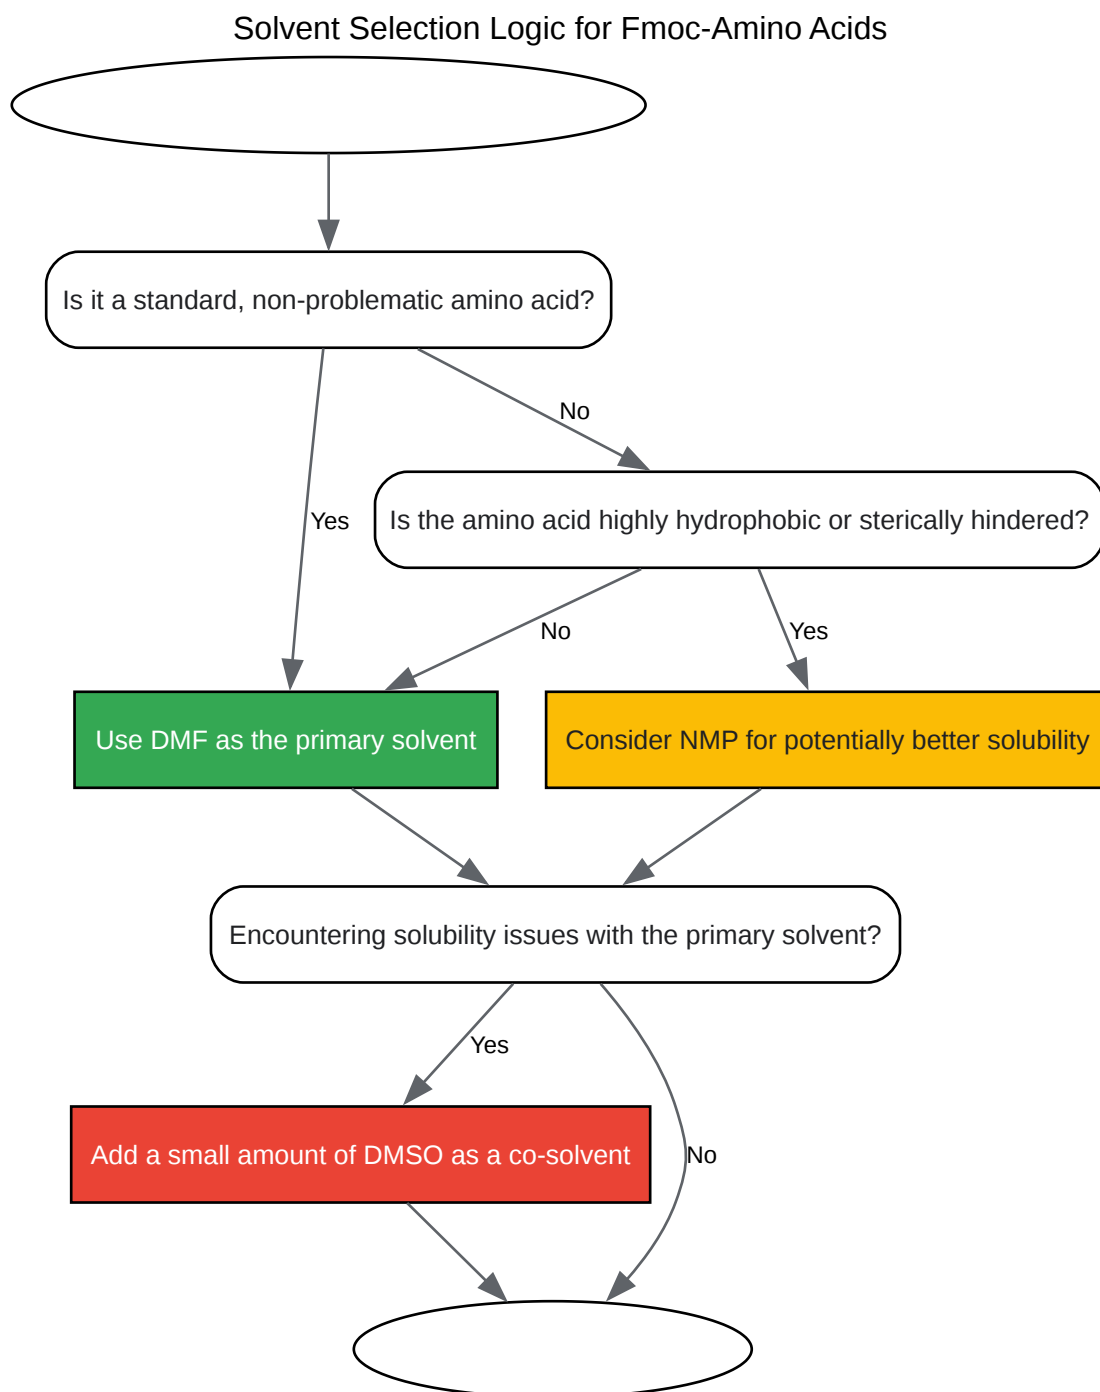 Solvent Selection Logic for Fmoc-Amino Acids
Is it a standard, non-problematic amino acid?
No
Yes
Is the amino acid highly hydrophobic or sterically hindered?
No
Yes
Use DMF as the primary solvent
Consider NMP for potentially better solubility
Encountering solubility issues with the primary solvent?
Yes
Add a small amount of DMSO as a co-solvent
No